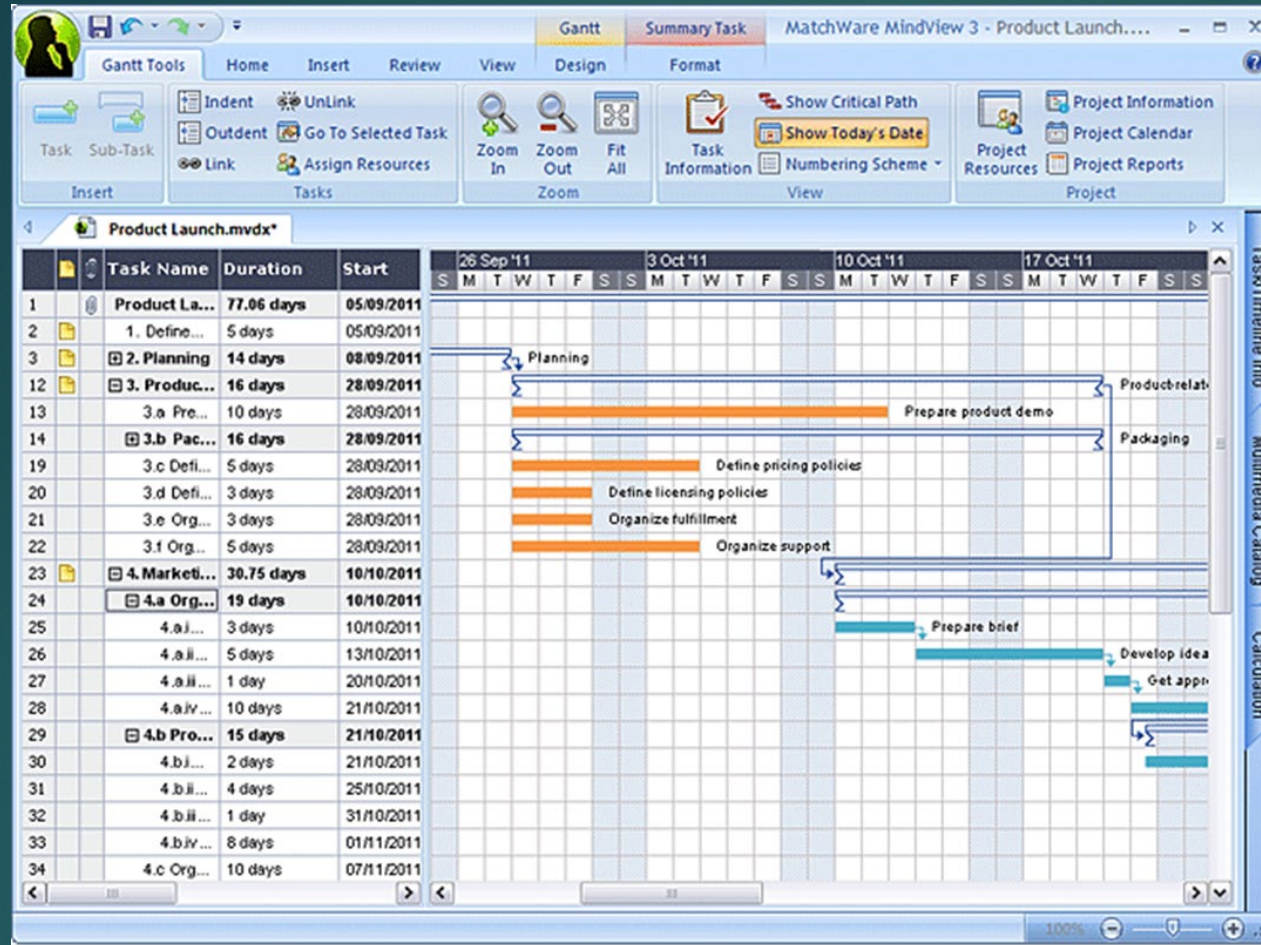 Gantt Summary Task MatchWare MindView 3 - Product Launch....
Gantt Tools Home Insert Review View Design Format
Task
Sub-Task
Insert
Indent
Outdent
Link
UnLink
Go To Selected Task
Assign Resources
Tasks
Zoom In
Zoom Out
Fit All
Zoom
Task Information
Show Critical Path
Show Today's Date
Numbering Scheme
View
Project Resources
Project Information
Project Calendar
Project Reports
Project
Product Launch.mvdx*
Task Name Duration Start 26 Sep '11 3 Oct '11 10 Oct '11 17 Oct '11
S M T W T F S S M T W T F S S M T W T F S S M T W T F S S
1 Product La... 77.06 days 05/09/2011
2 1. Define... 5 days 05/09/2011
3 2. Planning 14 days 08/09/2011 Planning
12 3. Produc... 16 days 28/09/2011 Product-relat
13 3.a Pre... 10 days 28/09/2011 Prepare product demo
14 3.b Pac... 16 days 28/09/2011 Packaging
19 3.c Defi... 5 days 28/09/2011 Define pricing policies
20 3.d Defi... 3 days 28/09/2011 Define licensing policies
21 3.e Org... 3 days 28/09/2011 Organize fulfillment
22 3.f Org... 5 days 28/09/2011 Organize support
23 4. Marketi... 30.75 days 10/10/2011
24 4.a Org... 19 days 10/10/2011
25 4.a.i... 3 days 10/10/2011 Prepare brief
26 4.a.ii... 5 days 13/10/2011 Develop idea
27 4.a.iii... 1 day 20/10/2011 Get appr
28 4.a.iv... 10 days 21/10/2011
29 4.b Pro... 15 days 21/10/2011
30 4.b.i... 2 days 21/10/2011
31 4.b.ii... 4 days 25/10/2011
32 4.b.iii... 1 day 31/10/2011
33 4.b.iv... 8 days 01/11/2011
34 4.c Org... 10 days 07/11/2011
Task/Timeline Info
Multimedia Catalog
Calculation
100%